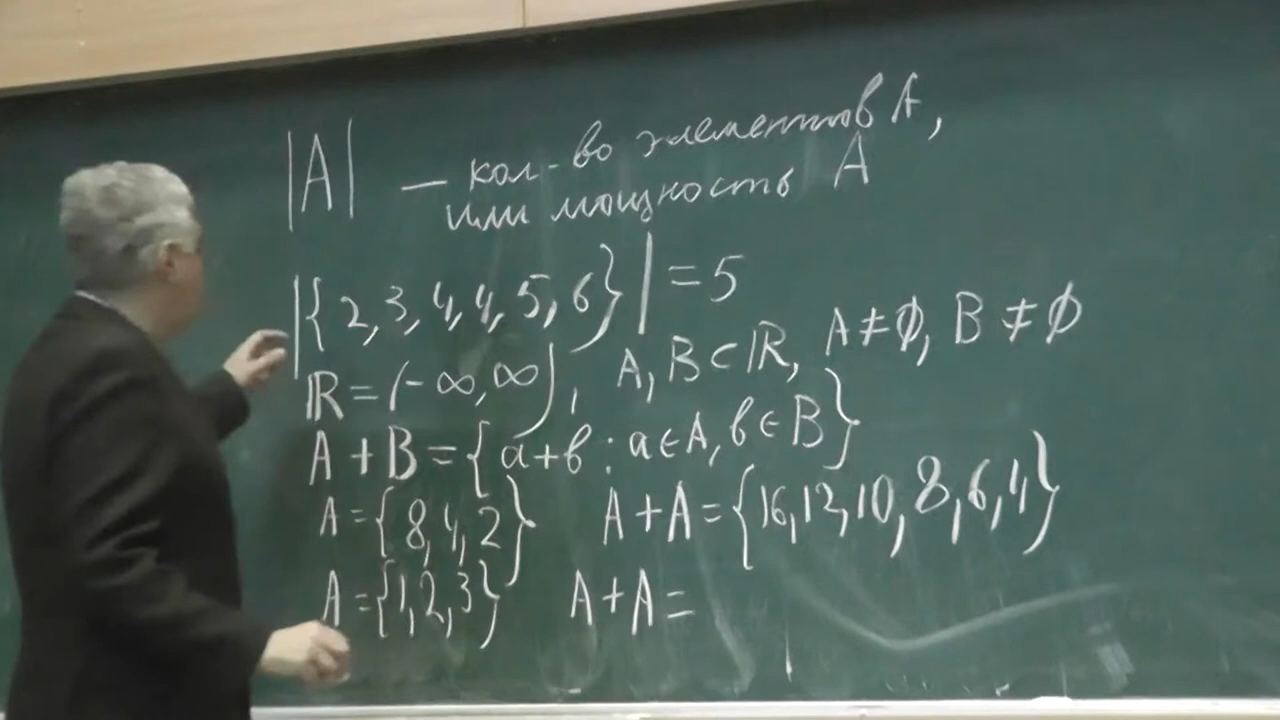 |A| — кол-во элементов A,
или мощность A
|{2,3,4,4,5,6}| = 5
ℝ = (-∞,∞), A, B ⊂ ℝ, A ≠ ∅, B ≠ ∅
A + B = {a+b : a ∈ A, b ∈ B}
A = {8,4,2} A + A = {16,12,10,8,6,4}
A = {1,2,3} A + A =